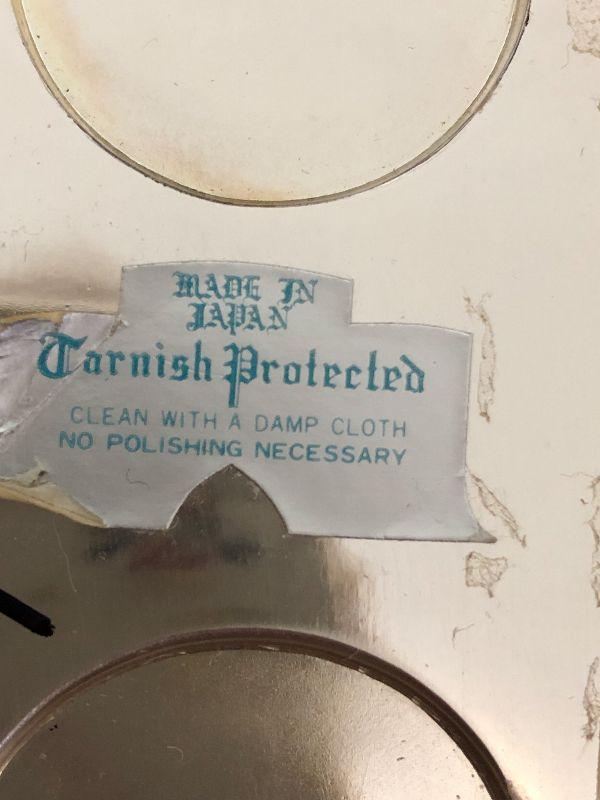 MADE IN
JAPAN
Tarnish Protected
CLEAN WITH A DAMP CLOTH
NO POLISHING NECESSARY